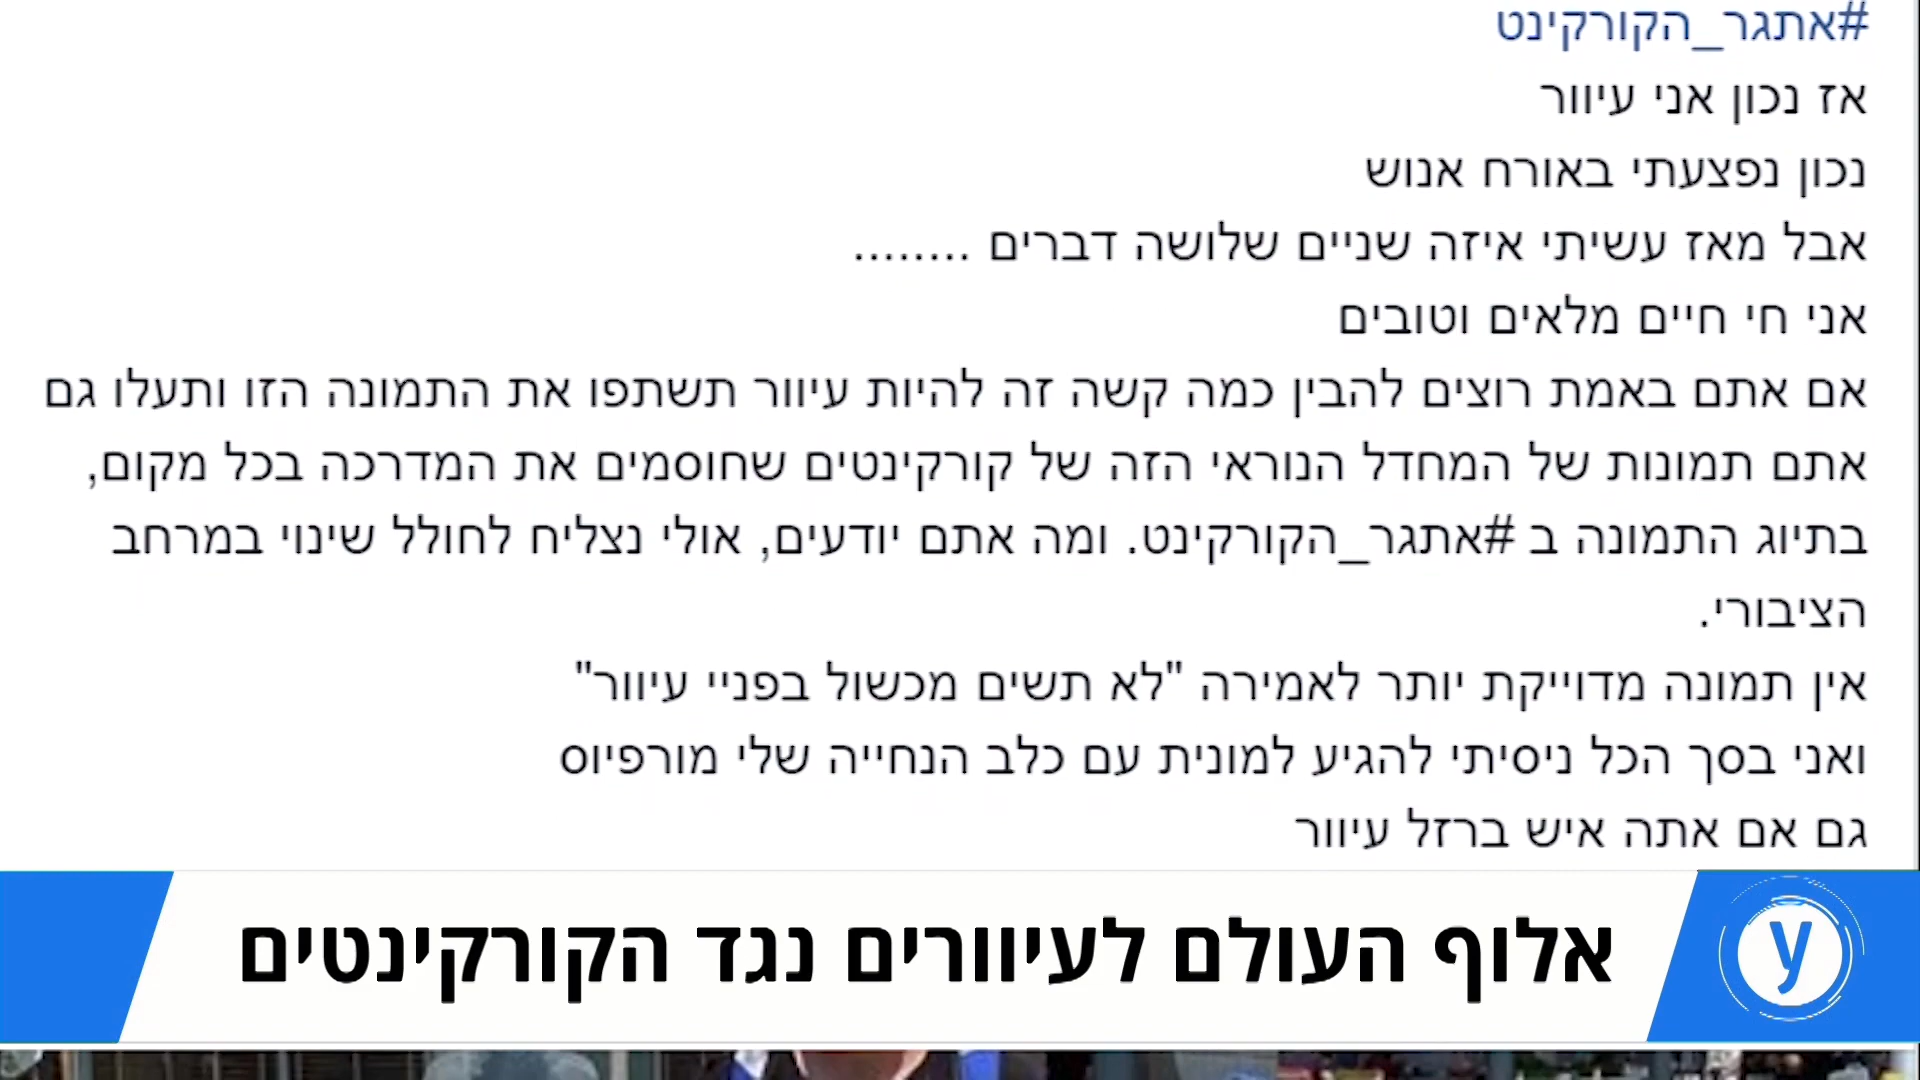 #אתגר_הקורקינט
אז נכון אני עיוור
נכון נפצעתי באורח אנוש
אבל מאז עשיתי איזה שניים שלושה דברים ........
אני חי חיים מלאים וטובים
אם אתם באמת רוצים להבין כמה קשה זה להיות עיוור תשתפו את התמונה הזו ותעלו גם
אתם תמונות של המחדל הנוראי הזה של קורקינטים שחוסמים את המדרכה בכל מקום,
בתיוג התמונה ב #אתגר_הקורקינט. ומה אתם יודעים, אולי נצליח לחולל שינוי במרחב
הציבורי.
אין תמונה מדוייקת יותר לאמירה "לא תשים מכשול בפניי עיוור"
ואני בסך הכל ניסיתי להגיע למונית עם כלב הנחייה שלי מורפיוס
גם אם אתה איש ברזל עיוור
אלוף העולם לעיוורים נגד הקורקינטים
y